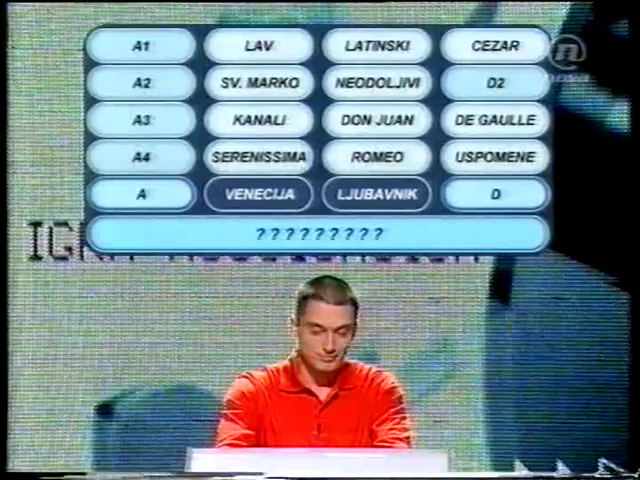 A1 LAV LATINSKI CEZAR
A2 SV. MARKO NEODOLJIVI D2
A3 KANALI DON JUAN DE GAULLE
A4 SERENISSIMA ROMEO USPOMENE
A VENECIJA LJUBAVNIK D
?????????
IGRA